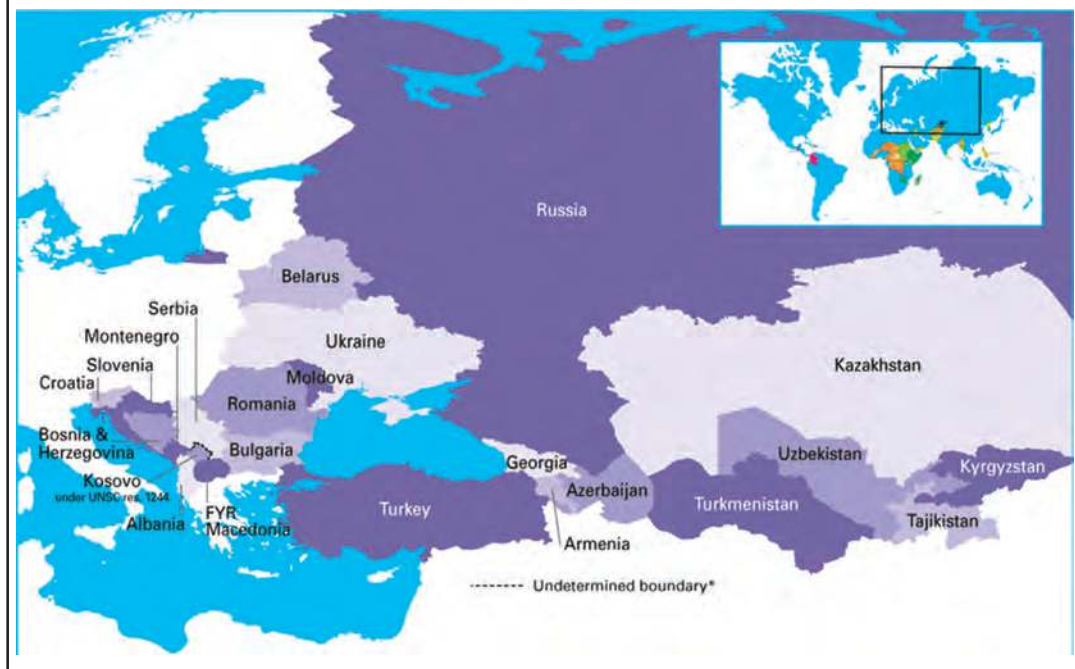 Russia
Belarus
Serbia
Montenegro
Ukraine
Slovenia
Moldova
Kazakhstan
Croatia
Romania
Bosnia &
Herzegovina
Bulgaria
Uzbekistan
Georgia
Kyrgyzstan
Kosovo
under UNSC res. 1244
Azerbaijan
Turkmenistan
FYR
Macedonia
Turkey
Tajikistan
Albania
Armenia
Undetermined boundary*